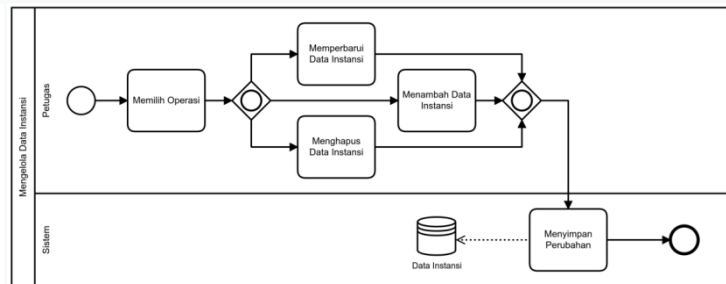 Mengelola Data Instansi
Petugas
Memilih Operasi
Memperbarui
Data Instansi
Menambah Data
Instansi
Menghapus
Data Instansi
Sistem
Data Instansi
Menyimpan
Perubahan